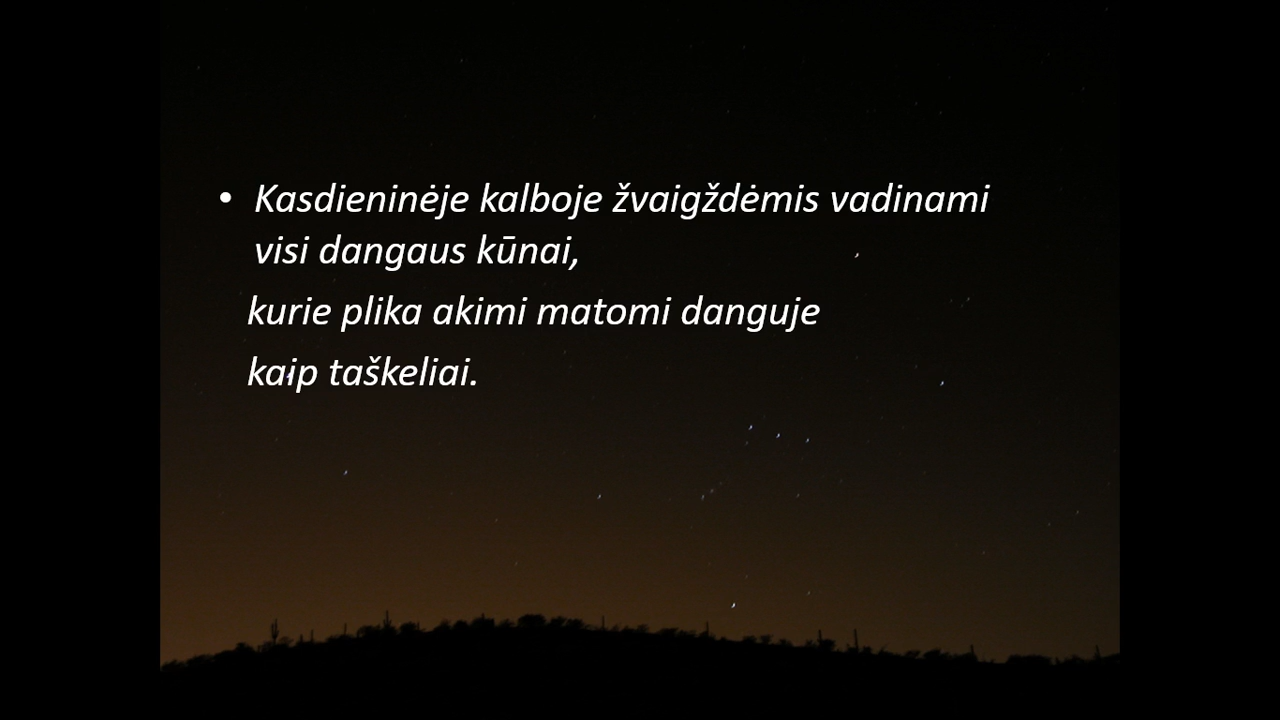 • Kasdieninėje kalboje žvaigždėmis vadinami
visi dangaus kūnai,
kurie plika akimi matomi danguje
kaip taškeliai.